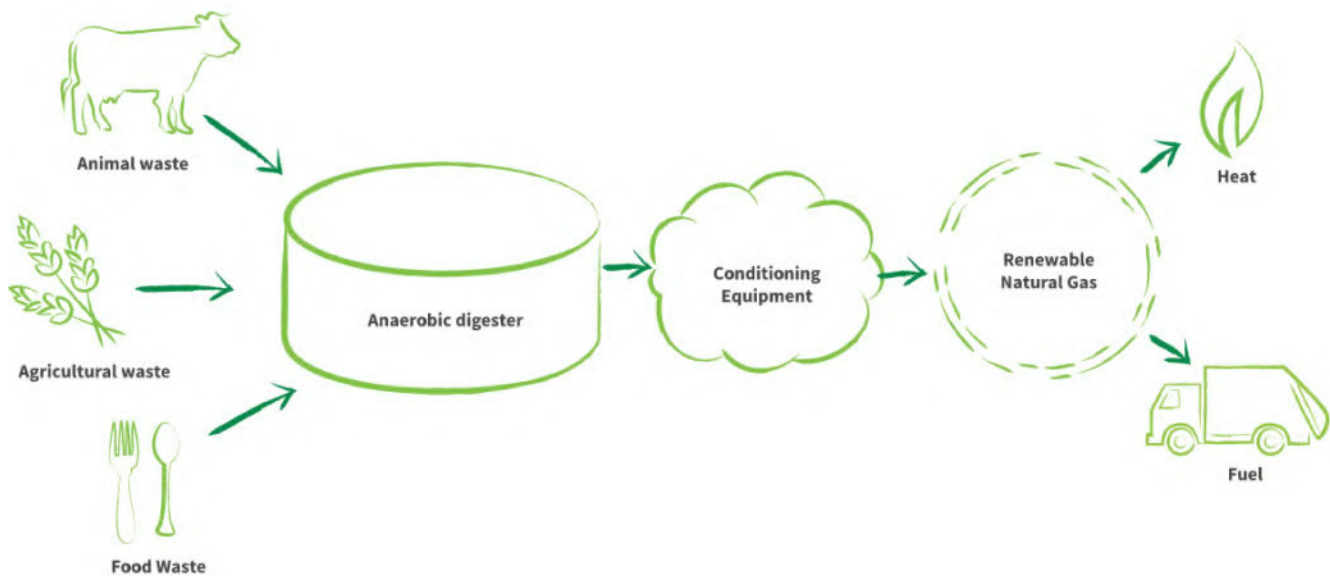 Animal waste
Agricultural waste
Food Waste
Anaerobic digester
Conditioning
Equipment
Renewable
Natural Gas
Heat
Fuel